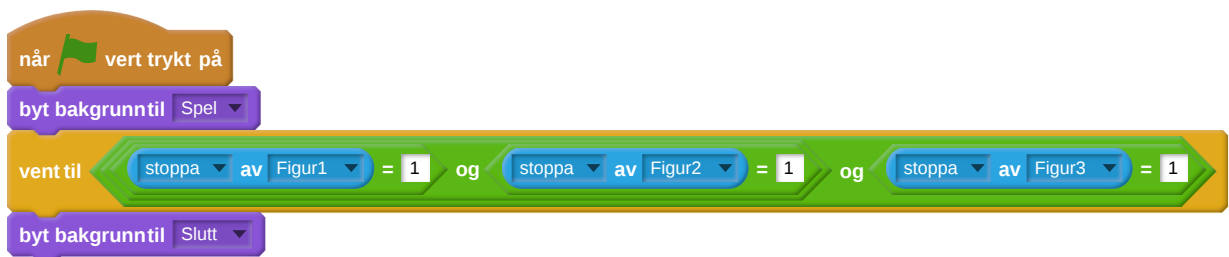 når vert trykt på
byt bakgrunn til Spel
vent til stoppa av Figur1 = 1 og stoppa av Figur2 = 1 og stoppa av Figur3 = 1
byt bakgrunn til Slutt